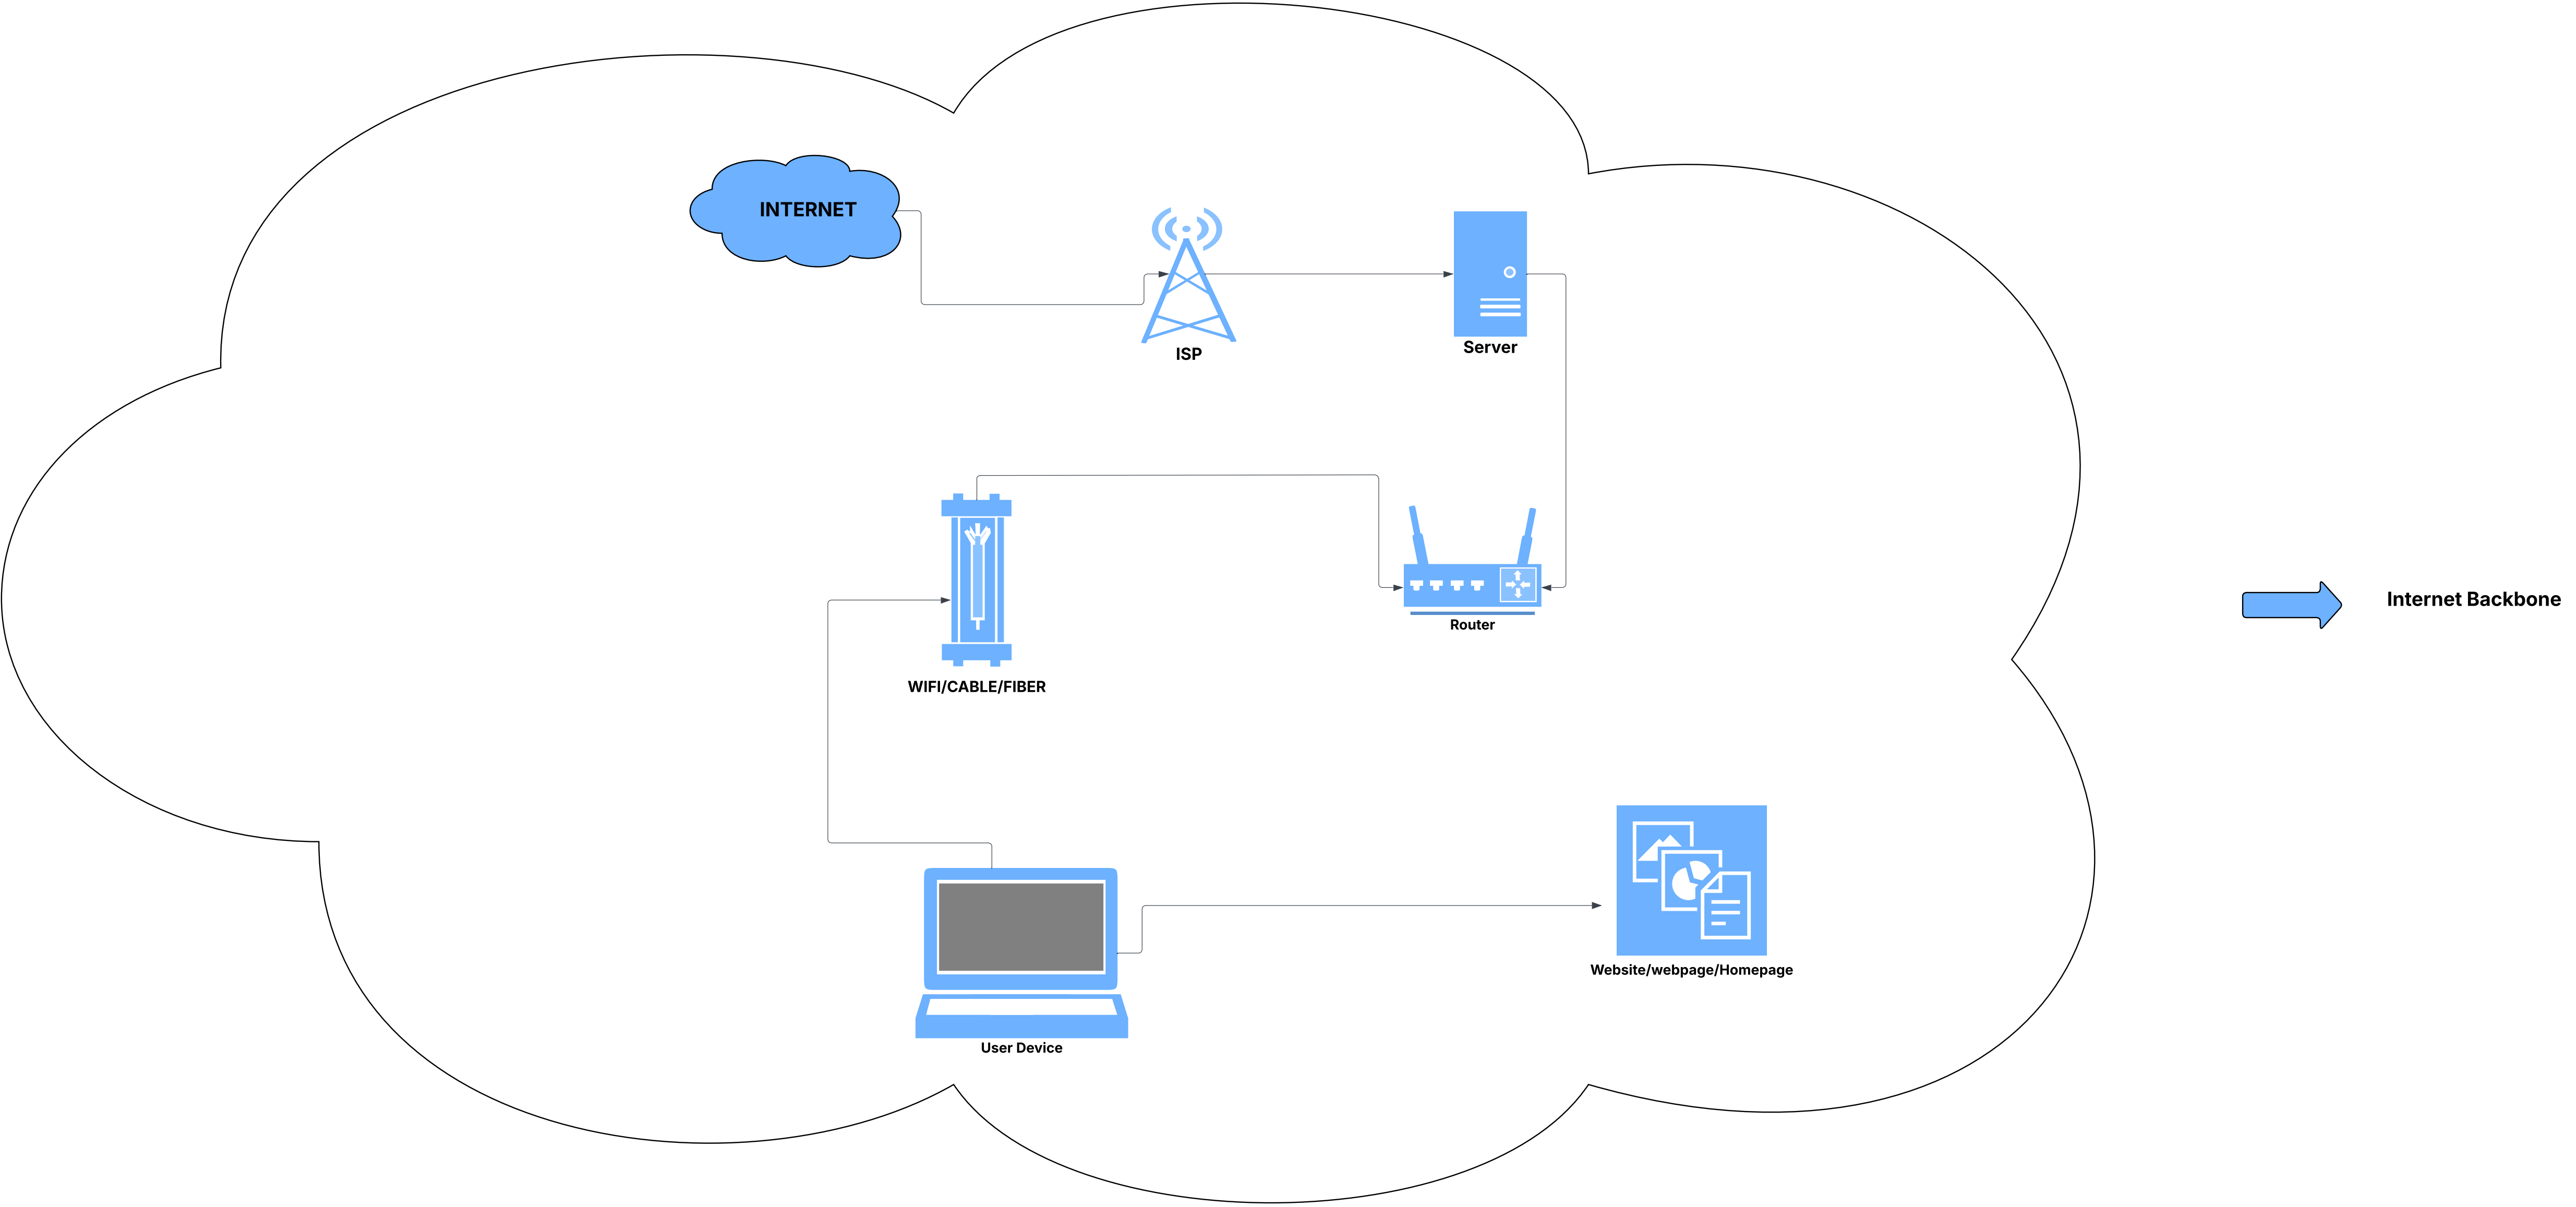 INTERNET
ISP
Server
WIFI/CABLE/FIBER
Router
Internet Backbone
Website/webpage/Homepage
User Device